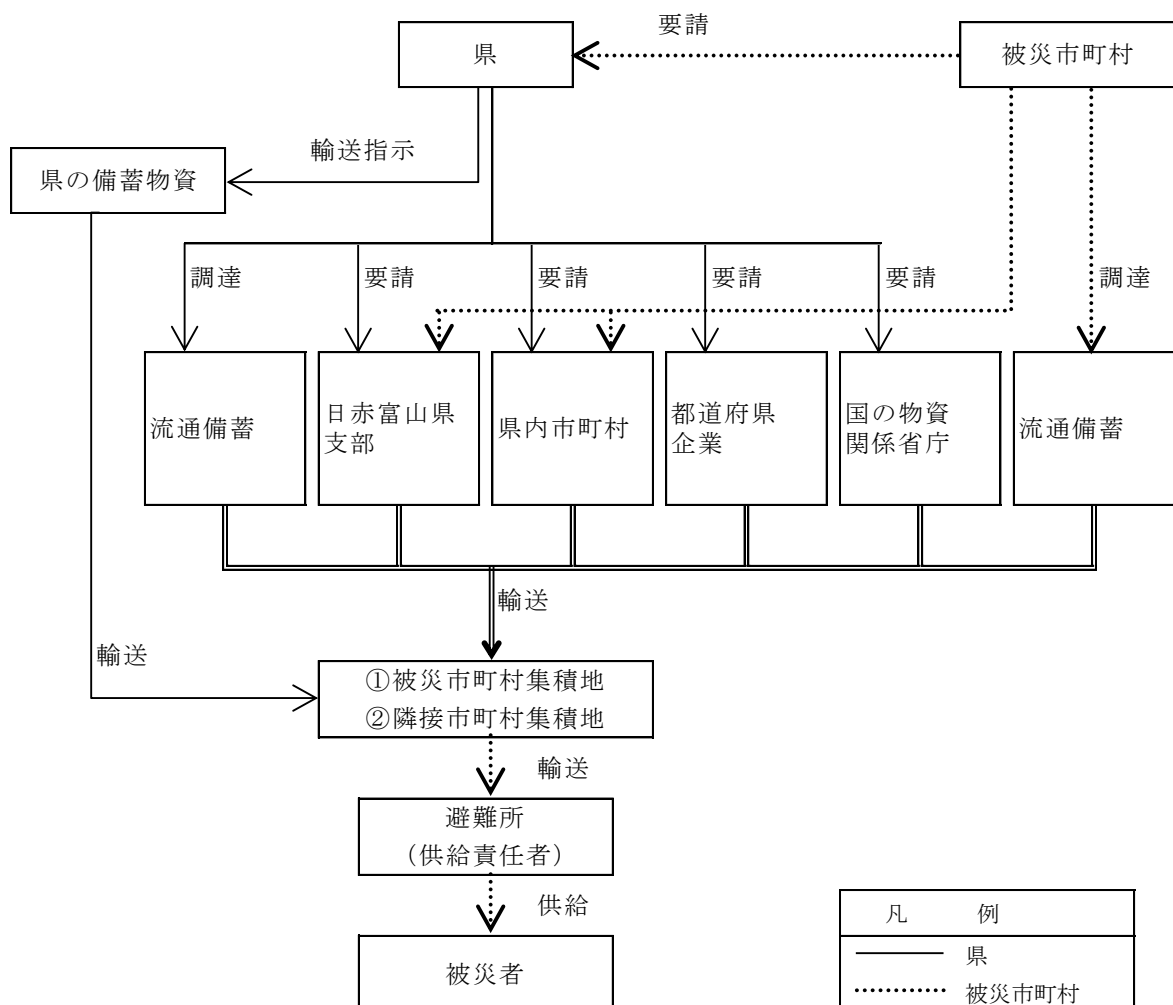 要請
県
被災市町村
輸送指示
県の備蓄物資
調達
要請
要請
要請
要請
調達
流通備蓄
日赤富山県
支部
県内市町村
都道府県
企業
国の物資
関係省庁
流通備蓄
輸送
輸送
①被災市町村集積地
②隣接市町村集積地
輸送
避難所
(供給責任者)
供給
被災者
凡 例
県
被災市町村